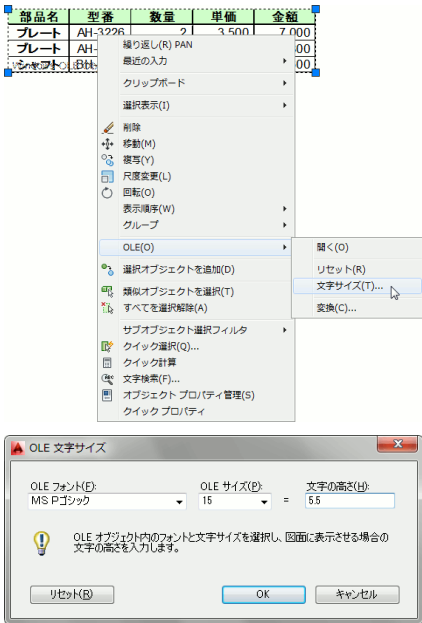 部品名 型番 数量 単価 金額
プレート AH-3226 2 3,500 7,000
プレート AH-
シャフト
繰り返し(R) PAN
最近の入力
クリップボード
選択表示(I)
削除
移動(M)
複写(Y)
尺度変更(L)
回転(O)
表示順序(W)
グループ
OLE(O)
開く(O)
リセット(R)
文字サイズ(T)...
変換(C)...
選択オブジェクトを追加(D)
類似オブジェクトを選択(T)
すべてを選択解除(A)
サブオブジェクト選択フィルタ
クイック選択(Q)...
クイック計算
文字検索(F)...
オブジェクト プロパティ管理(S)
クイック プロパティ
OLE 文字サイズ
OLE フォント(F): OLE サイズ(P): 文字の高さ(H):
MS Pゴシック 15 = 5.5
OLE オブジェクト内のフォントと文字サイズを選択し、図面に表示させる場合の
文字の高さを入力します。
リセット(R) OK キャンセル